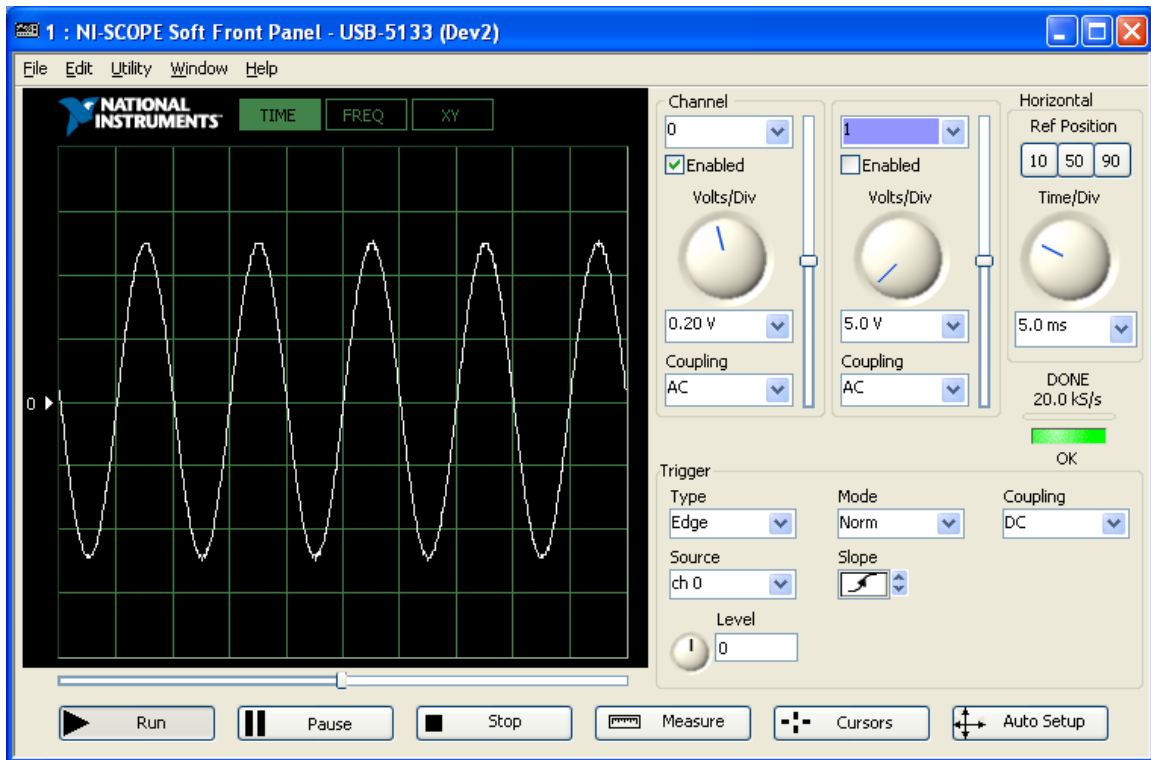 1 : NI-SCOPE Soft Front Panel - USB-5133 (Dev2)
File Edit Utility Window Help
NATIONAL
INSTRUMENTS™
TIME FREQ XY
0
Channel
0
Enabled
Volts/Div
0.20 V
Coupling
AC
1
Enabled
Volts/Div
5.0 V
Coupling
AC
Horizontal
Ref Position
10 50 90
Time/Div
5.0 ms
DONE
20.0 kS/s
OK
Trigger
Type Mode Coupling
Edge Norm DC
Source Slope
ch 0
Level
0
Run Pause Stop Measure Cursors Auto Setup